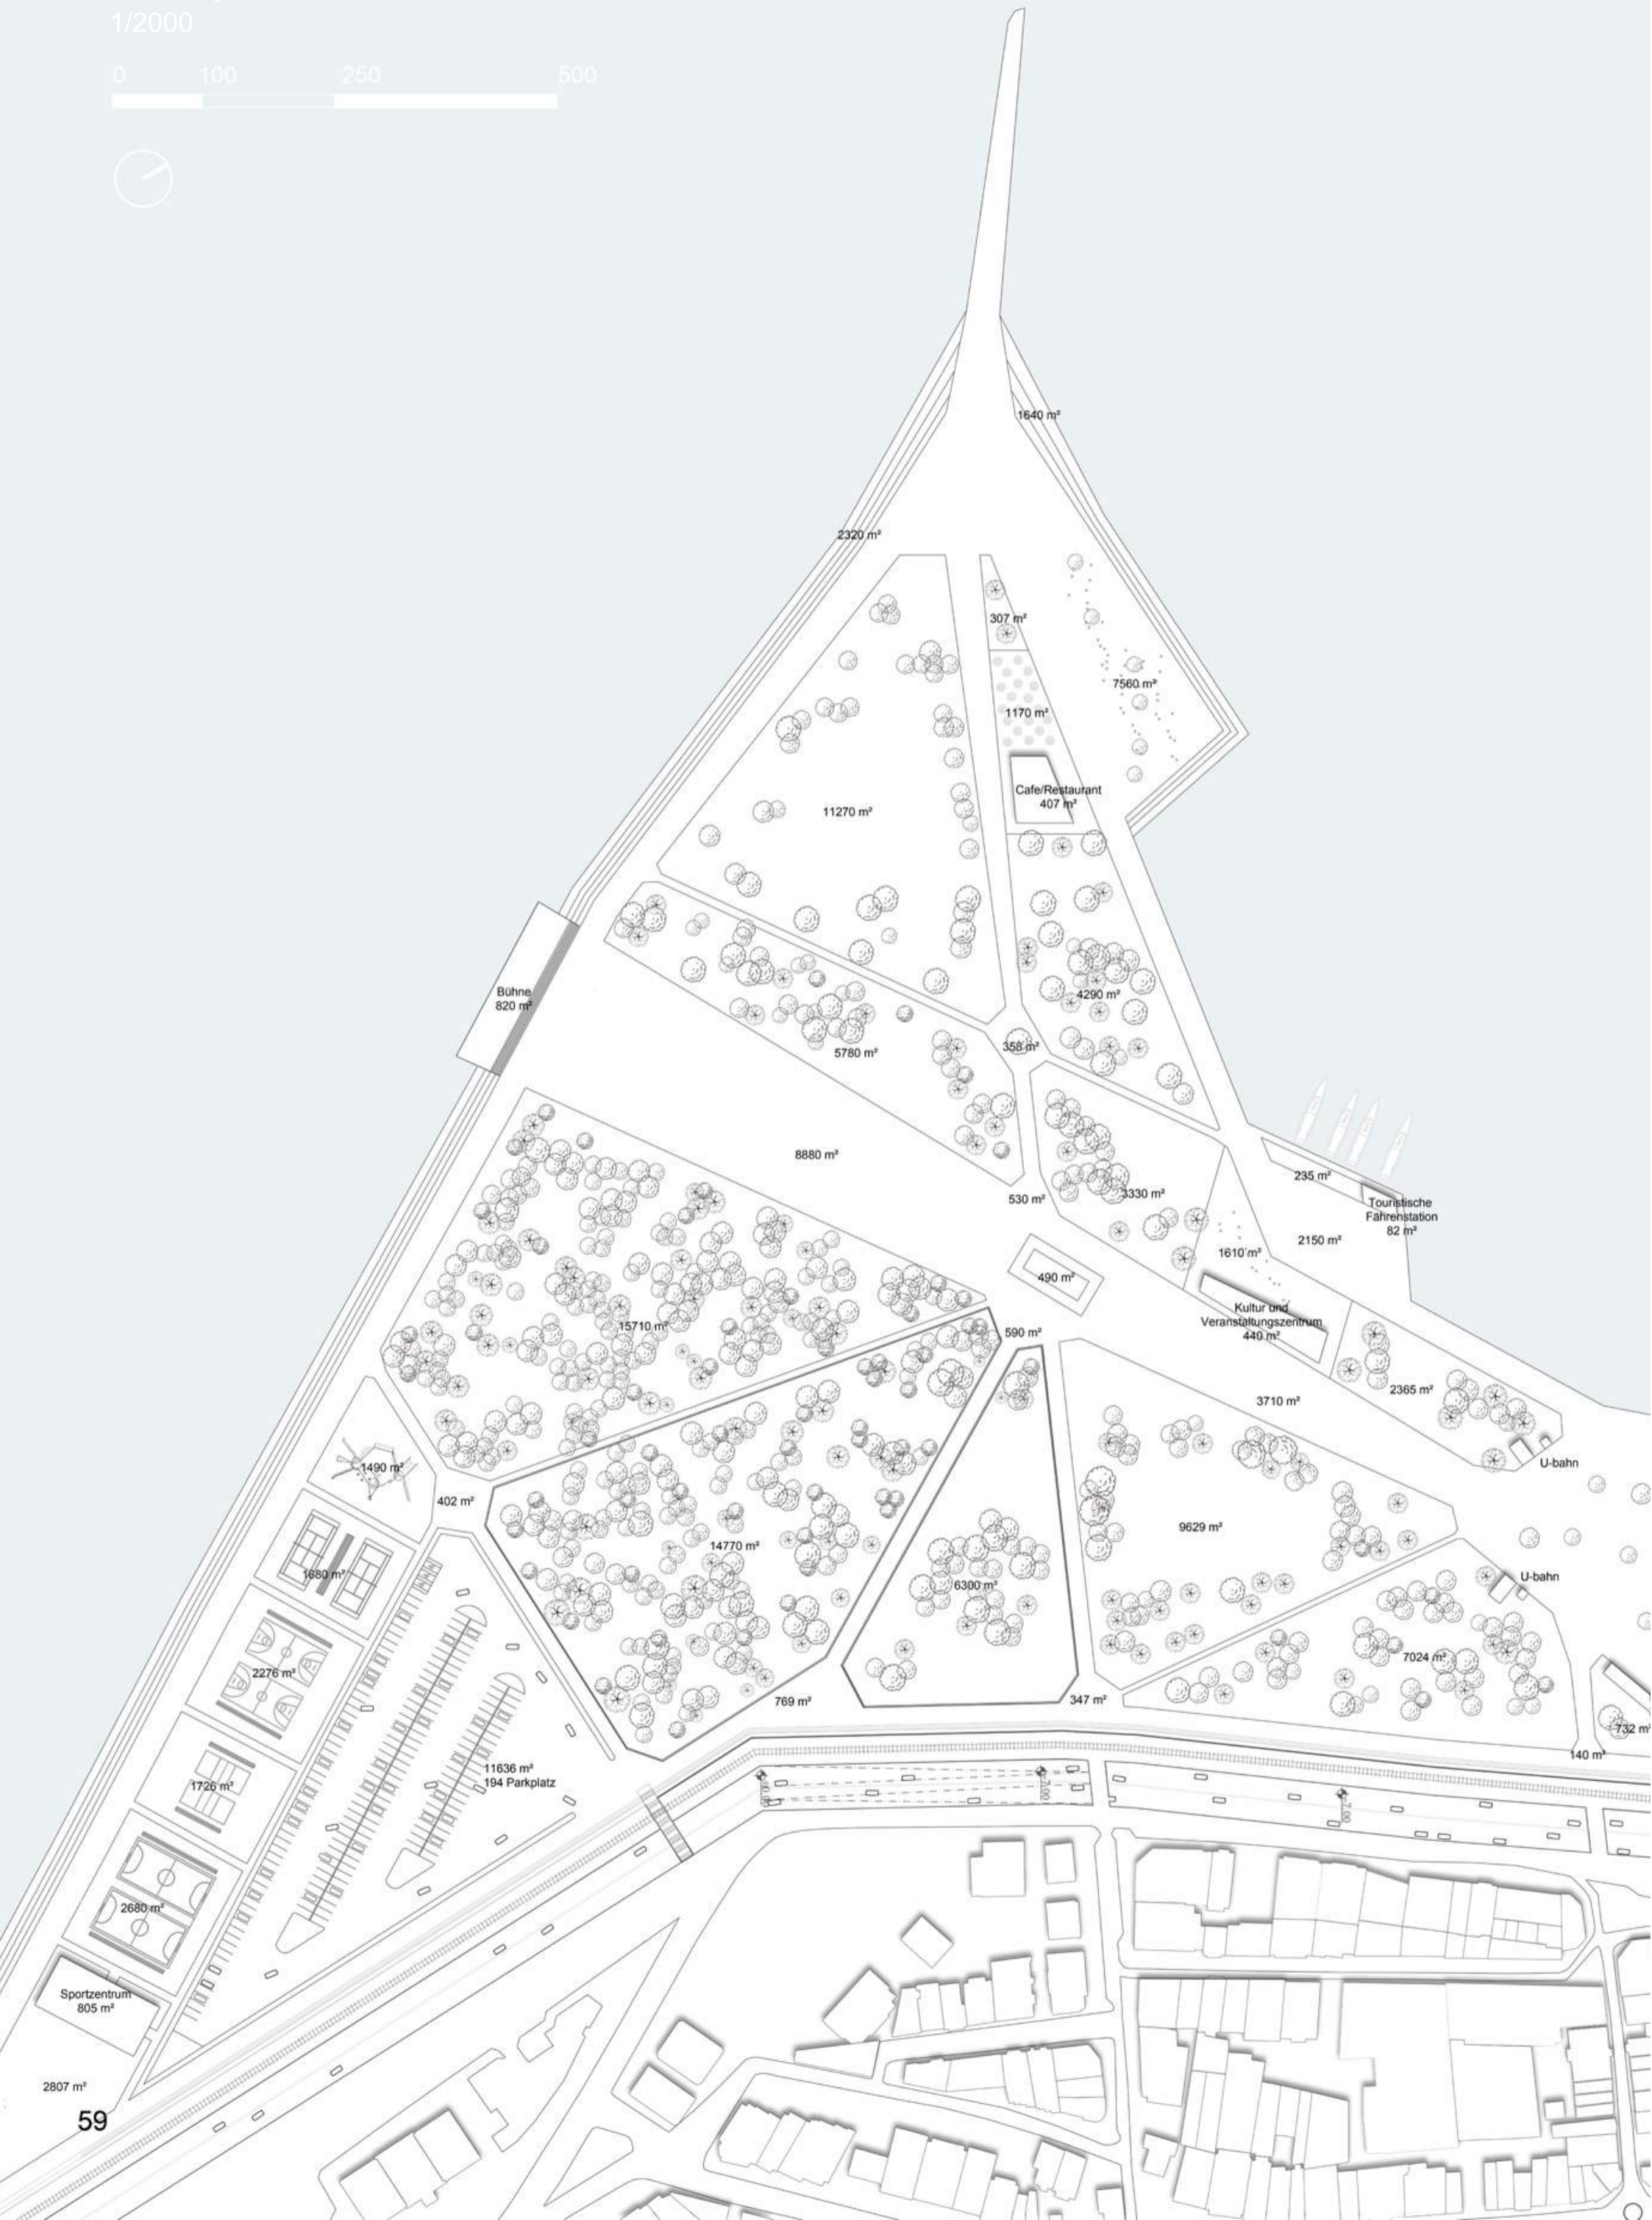 1/2000
0 100 250 500
1640 m²
2320 m²
307 m²
7560 m²
1170 m²
Cafe/Restaurant
407 m²
11270 m²
Bühne
820 m²
4290 m²
358 m²
5780 m²
8880 m²
530 m²
3330 m²
235 m²
Touristische
Fährenstation
82 m²
2150 m²
1610 m²
490 m²
Kultur und
Veranstaltungszentrum
440 m²
15710 m²
590 m²
2365 m²
3710 m²
U-bahn
1490 m²
402 m²
9629 m²
14770 m²
1680 m²
6300 m²
U-bahn
2276 m²
7024 m²
769 m²
347 m²
732 m²
140 m²
11636 m²
194 Parkplatz
1726 m²
2680 m²
Sportzentrum
805 m²
2807 m²
59